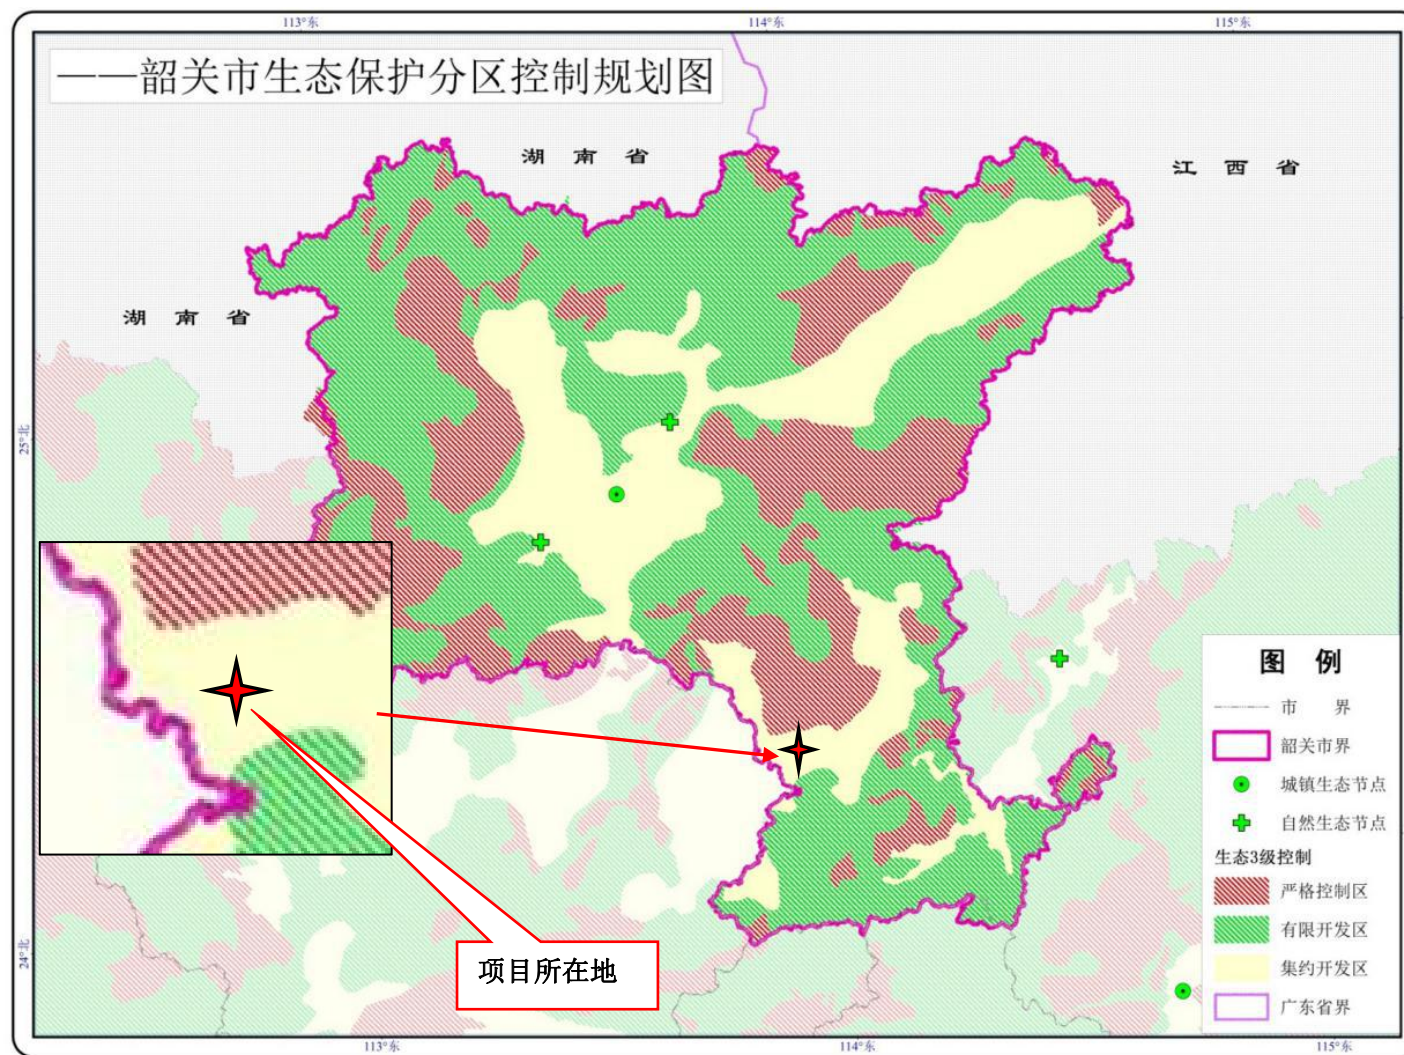 113°东
114°东
115°东
——韶关市生态保护分区控制规划图
湖南省
江西省
湖南省
25°北
24°北
项目所在地
图例
市界
韶关市界
城镇生态节点
自然生态节点
生态3级控制
严格控制区
有限开发区
集约开发区
广东省界
113°东
114°东
115°东